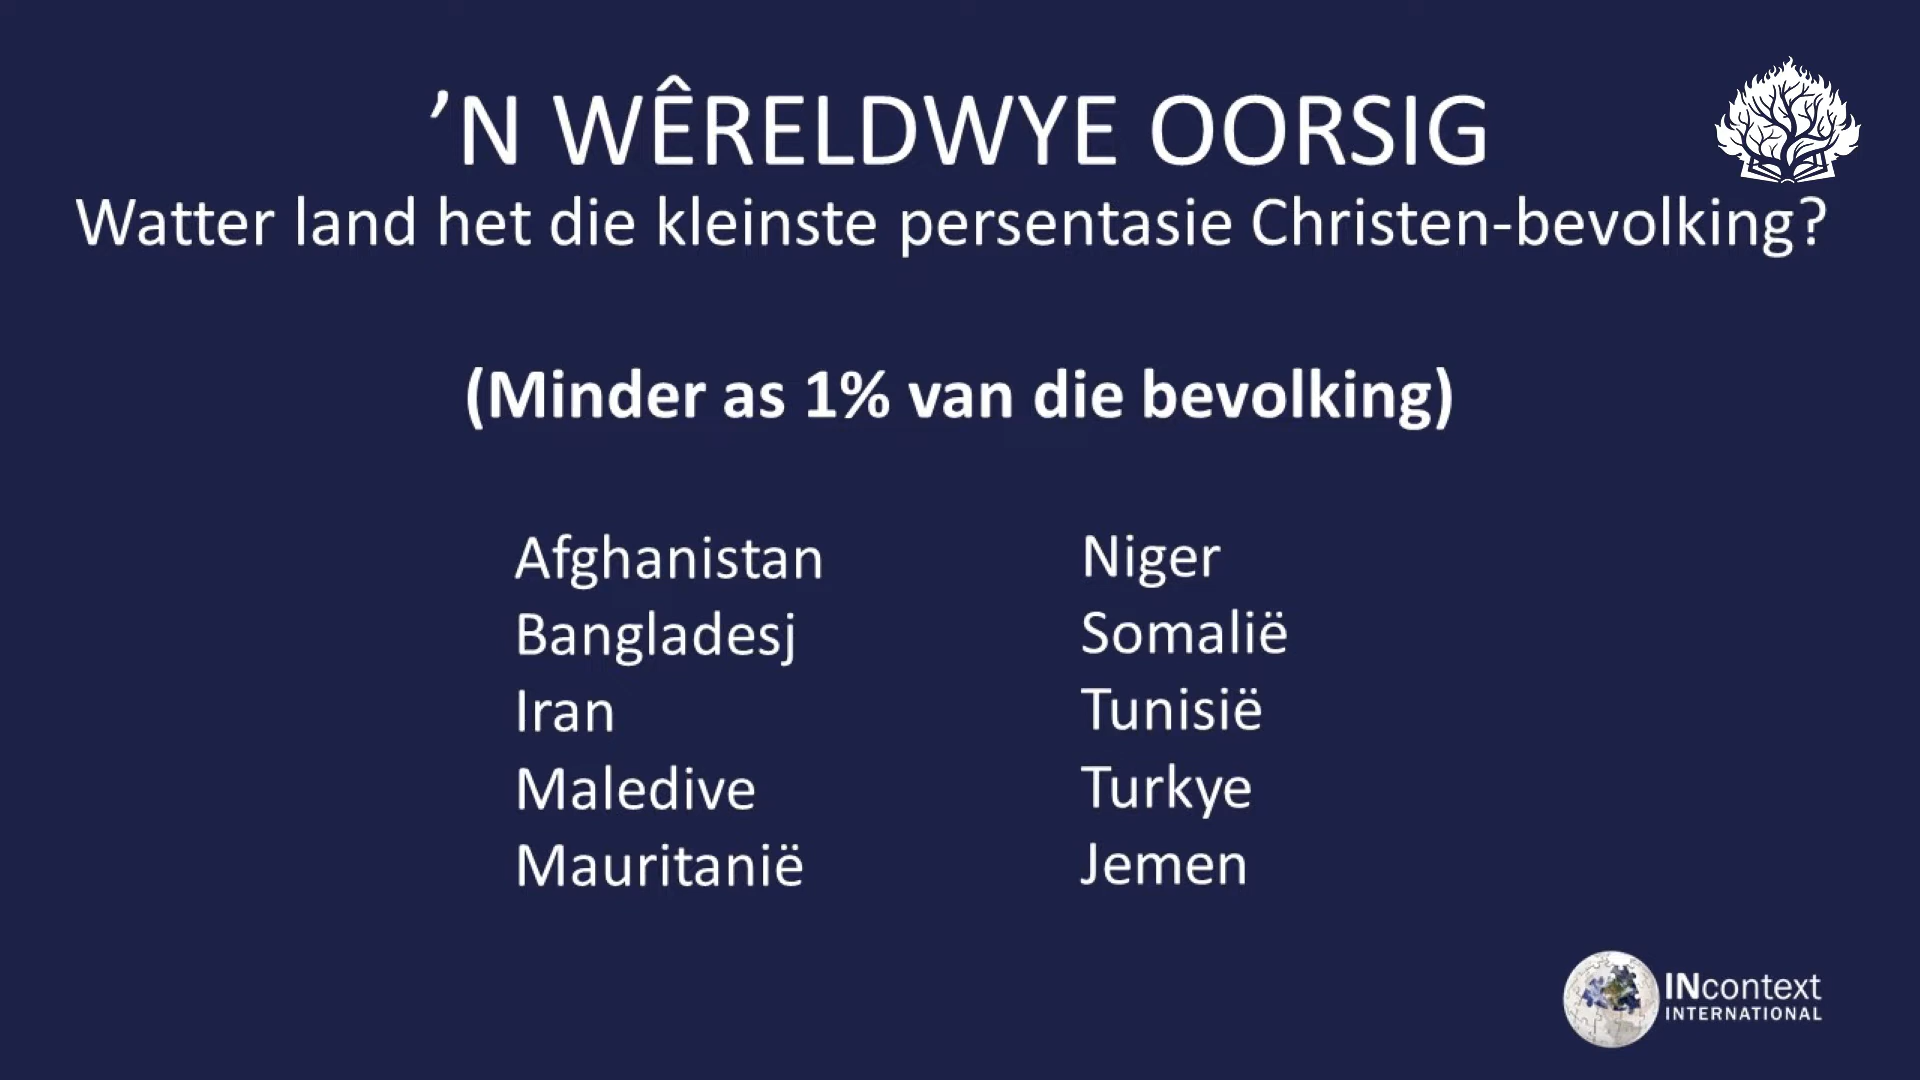 ’N WÊRELDWYE OORSIG
Watter land het die kleinste persentasie Christen-bevolking?
(Minder as 1% van die bevolking)
Afghanistan
Bangladesj
Iran
Maledive
Mauritanië
Niger
Somalië
Tunisië
Turkye
Jemen
INcontext
INTERNATIONAL